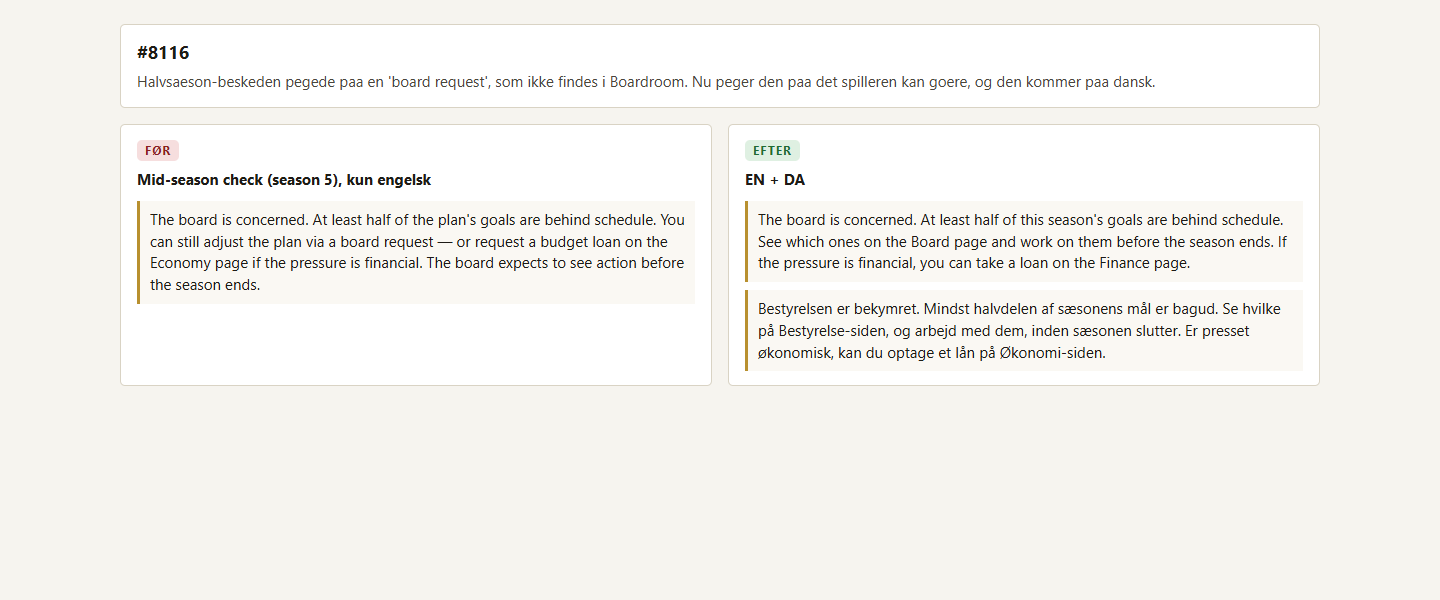 #8116
Halvsaeson-beskeden pegede paa en 'board request', som ikke findes i Boardroom. Nu peger den paa det spilleren kan goere, og den kommer paa dansk.
FØR
Mid-season check (season 5), kun engelsk
The board is concerned. At least half of the plan's goals are behind schedule. You
can still adjust the plan via a board request — or request a budget loan on the
Economy page if the pressure is financial. The board expects to see action before
the season ends.
EFTER
EN + DA
The board is concerned. At least half of this season's goals are behind schedule.
See which ones on the Board page and work on them before the season ends. If
the pressure is financial, you can take a loan on the Finance page.
Bestyrelsen er bekymret. Mindst halvdelen af sæsonens mål er bagud. Se hvilke
på Bestyrelse-siden, og arbejd med dem, inden sæsonen slutter. Er presset
økonomisk, kan du optage et lån på Økonomi-siden.